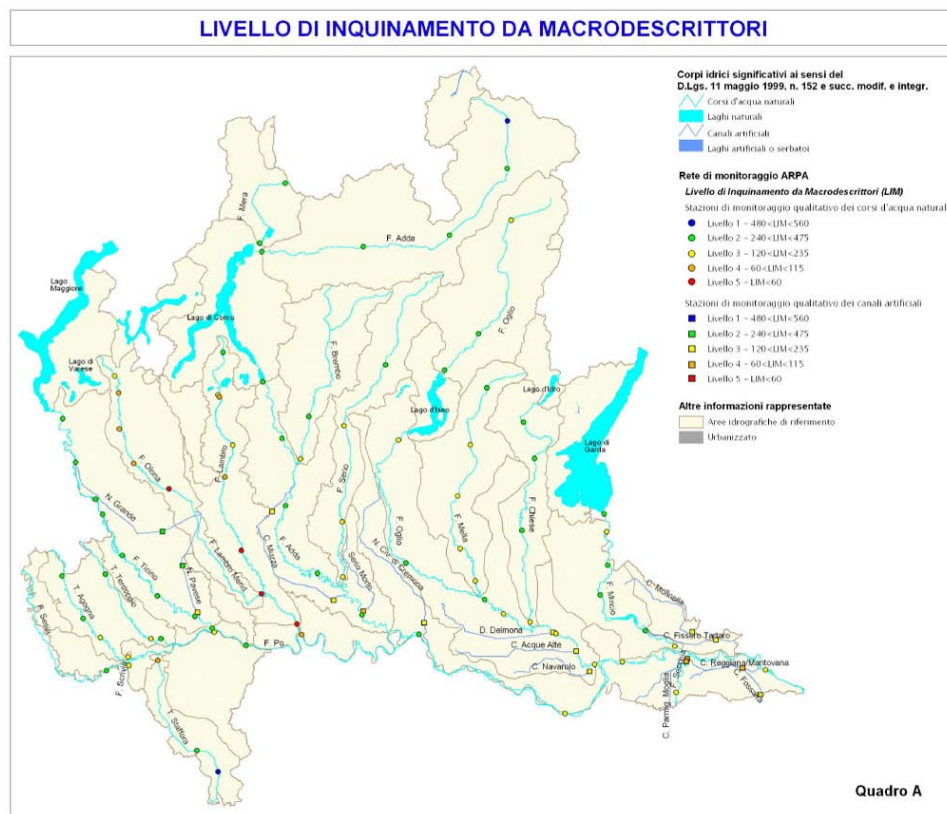 LIVELLO DI INQUINAMENTO DA MACRODESCRITTORI
Corpi idrici significativi ai sensi del
D.Lgs. 11 maggio 1999, n. 152 e succ. modif. e integr.
Corsi d'acqua naturali
Laghi naturali
Canali artificiali
Laghi artificiali o serbatoi
Rete di monitoraggio ARPA
Livello di Inquinamento da Macrodescrittori (LIM)
Stazioni di monitoraggio qualitativo dei corsi d'acqua naturali
Livello 1 – 480<LIM<560
Livello 2 – 240<LIM<475
Livello 3 – 120<LIM<235
Livello 4 – 60<LIM<115
Livello 5 – LIM<60
Stazioni di monitoraggio qualitativo dei canali artificiali
Livello 1 – 480<LIM<560
Livello 2 – 240<LIM<475
Livello 3 – 120<LIM<235
Livello 4 – 60<LIM<115
Livello 5 – LIM<60
Altre informazioni rappresentate
Aree idrografiche di riferimento
Urbanizzato
F. Mera
F. Adda
Lago Maggiore
Lago di Como
F. Oglio
Lago di Varese
F. Brembo
Lago d'Iseo
Lago d'Idro
Lago di Garda
F. Olona
F. Lambro
F. Serio
F. Oglio
F. Mella
F. Chiese
N. Grande
F. Ticino
N. Pavese
F. Lambro Merid.
C. Muzza
F. Adda
Serio Morto
N. Civ. di Cremona
F. Mincio
C. Molinella
F. Sesia
T. Agogna
T. Terdoppio
F. Po
D. Delmona
C. Acque Alte
C. Navarolo
C. Fissero Tartaro
C. Reggiana/Mantovana
F. Secchia
C. Fossalta
C. Parmig. Moglia
F. Scrivia
T. Staffora
Quadro A